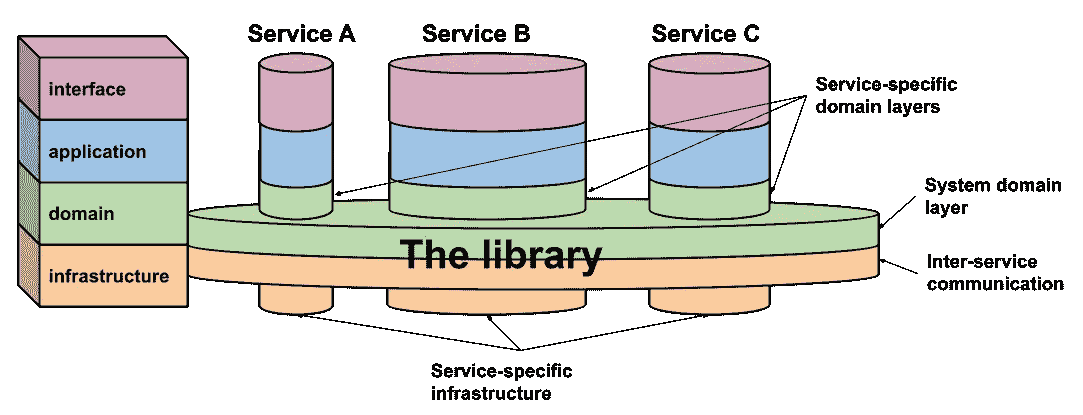 Service A
Service B
Service C
interface
application
domain
infrastructure
Service-specific
domain layers
System domain
layer
The library
Inter-service
communication
Service-specific
infrastructure